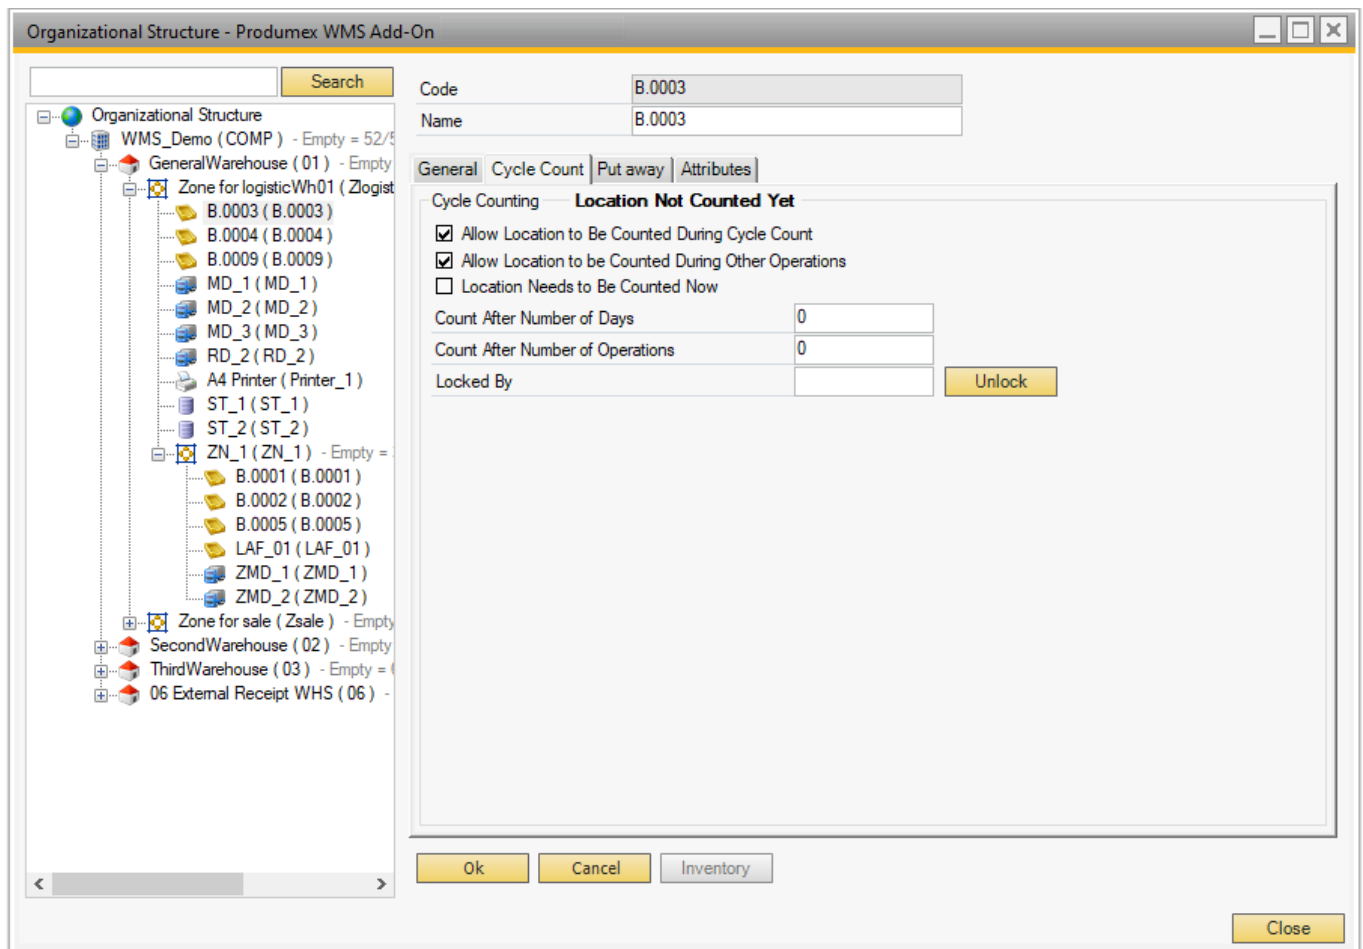 Organizational Structure - Produmex WMS Add-On
Search
Organizational Structure
WMS_Demo ( COMP ) - Empty = 52/5
GeneralWarehouse ( 01 ) - Empty
Zone for logisticWh01 ( Zlogist
B.0003 ( B.0003 )
B.0004 ( B.0004 )
B.0009 ( B.0009 )
MD_1 ( MD_1 )
MD_2 ( MD_2 )
MD_3 ( MD_3 )
RD_2 ( RD_2 )
A4 Printer ( Printer_1 )
ST_1 ( ST_1 )
ST_2 ( ST_2 )
ZN_1 ( ZN_1 ) - Empty =
B.0001 ( B.0001 )
B.0002 ( B.0002 )
B.0005 ( B.0005 )
LAF_01 ( LAF_01 )
ZMD_1 ( ZMD_1 )
ZMD_2 ( ZMD_2 )
Zone for sale ( Zsale ) - Empty
SecondWarehouse ( 02 ) - Empty
ThirdWarehouse ( 03 ) - Empty =
06 External Receipt WHS ( 06 ) -
Code B.0003
Name B.0003
General Cycle Count Put away Attributes
Cycle Counting Location Not Counted Yet
Allow Location to Be Counted During Cycle Count
Allow Location to be Counted During Other Operations
Location Needs to Be Counted Now
Count After Number of Days 0
Count After Number of Operations 0
Locked By Unlock
Ok Cancel Inventory
Close